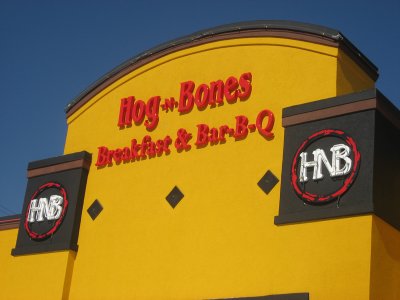 Hog-N-Bones
Breakfast & Bar-B-Q
HNB
HNB